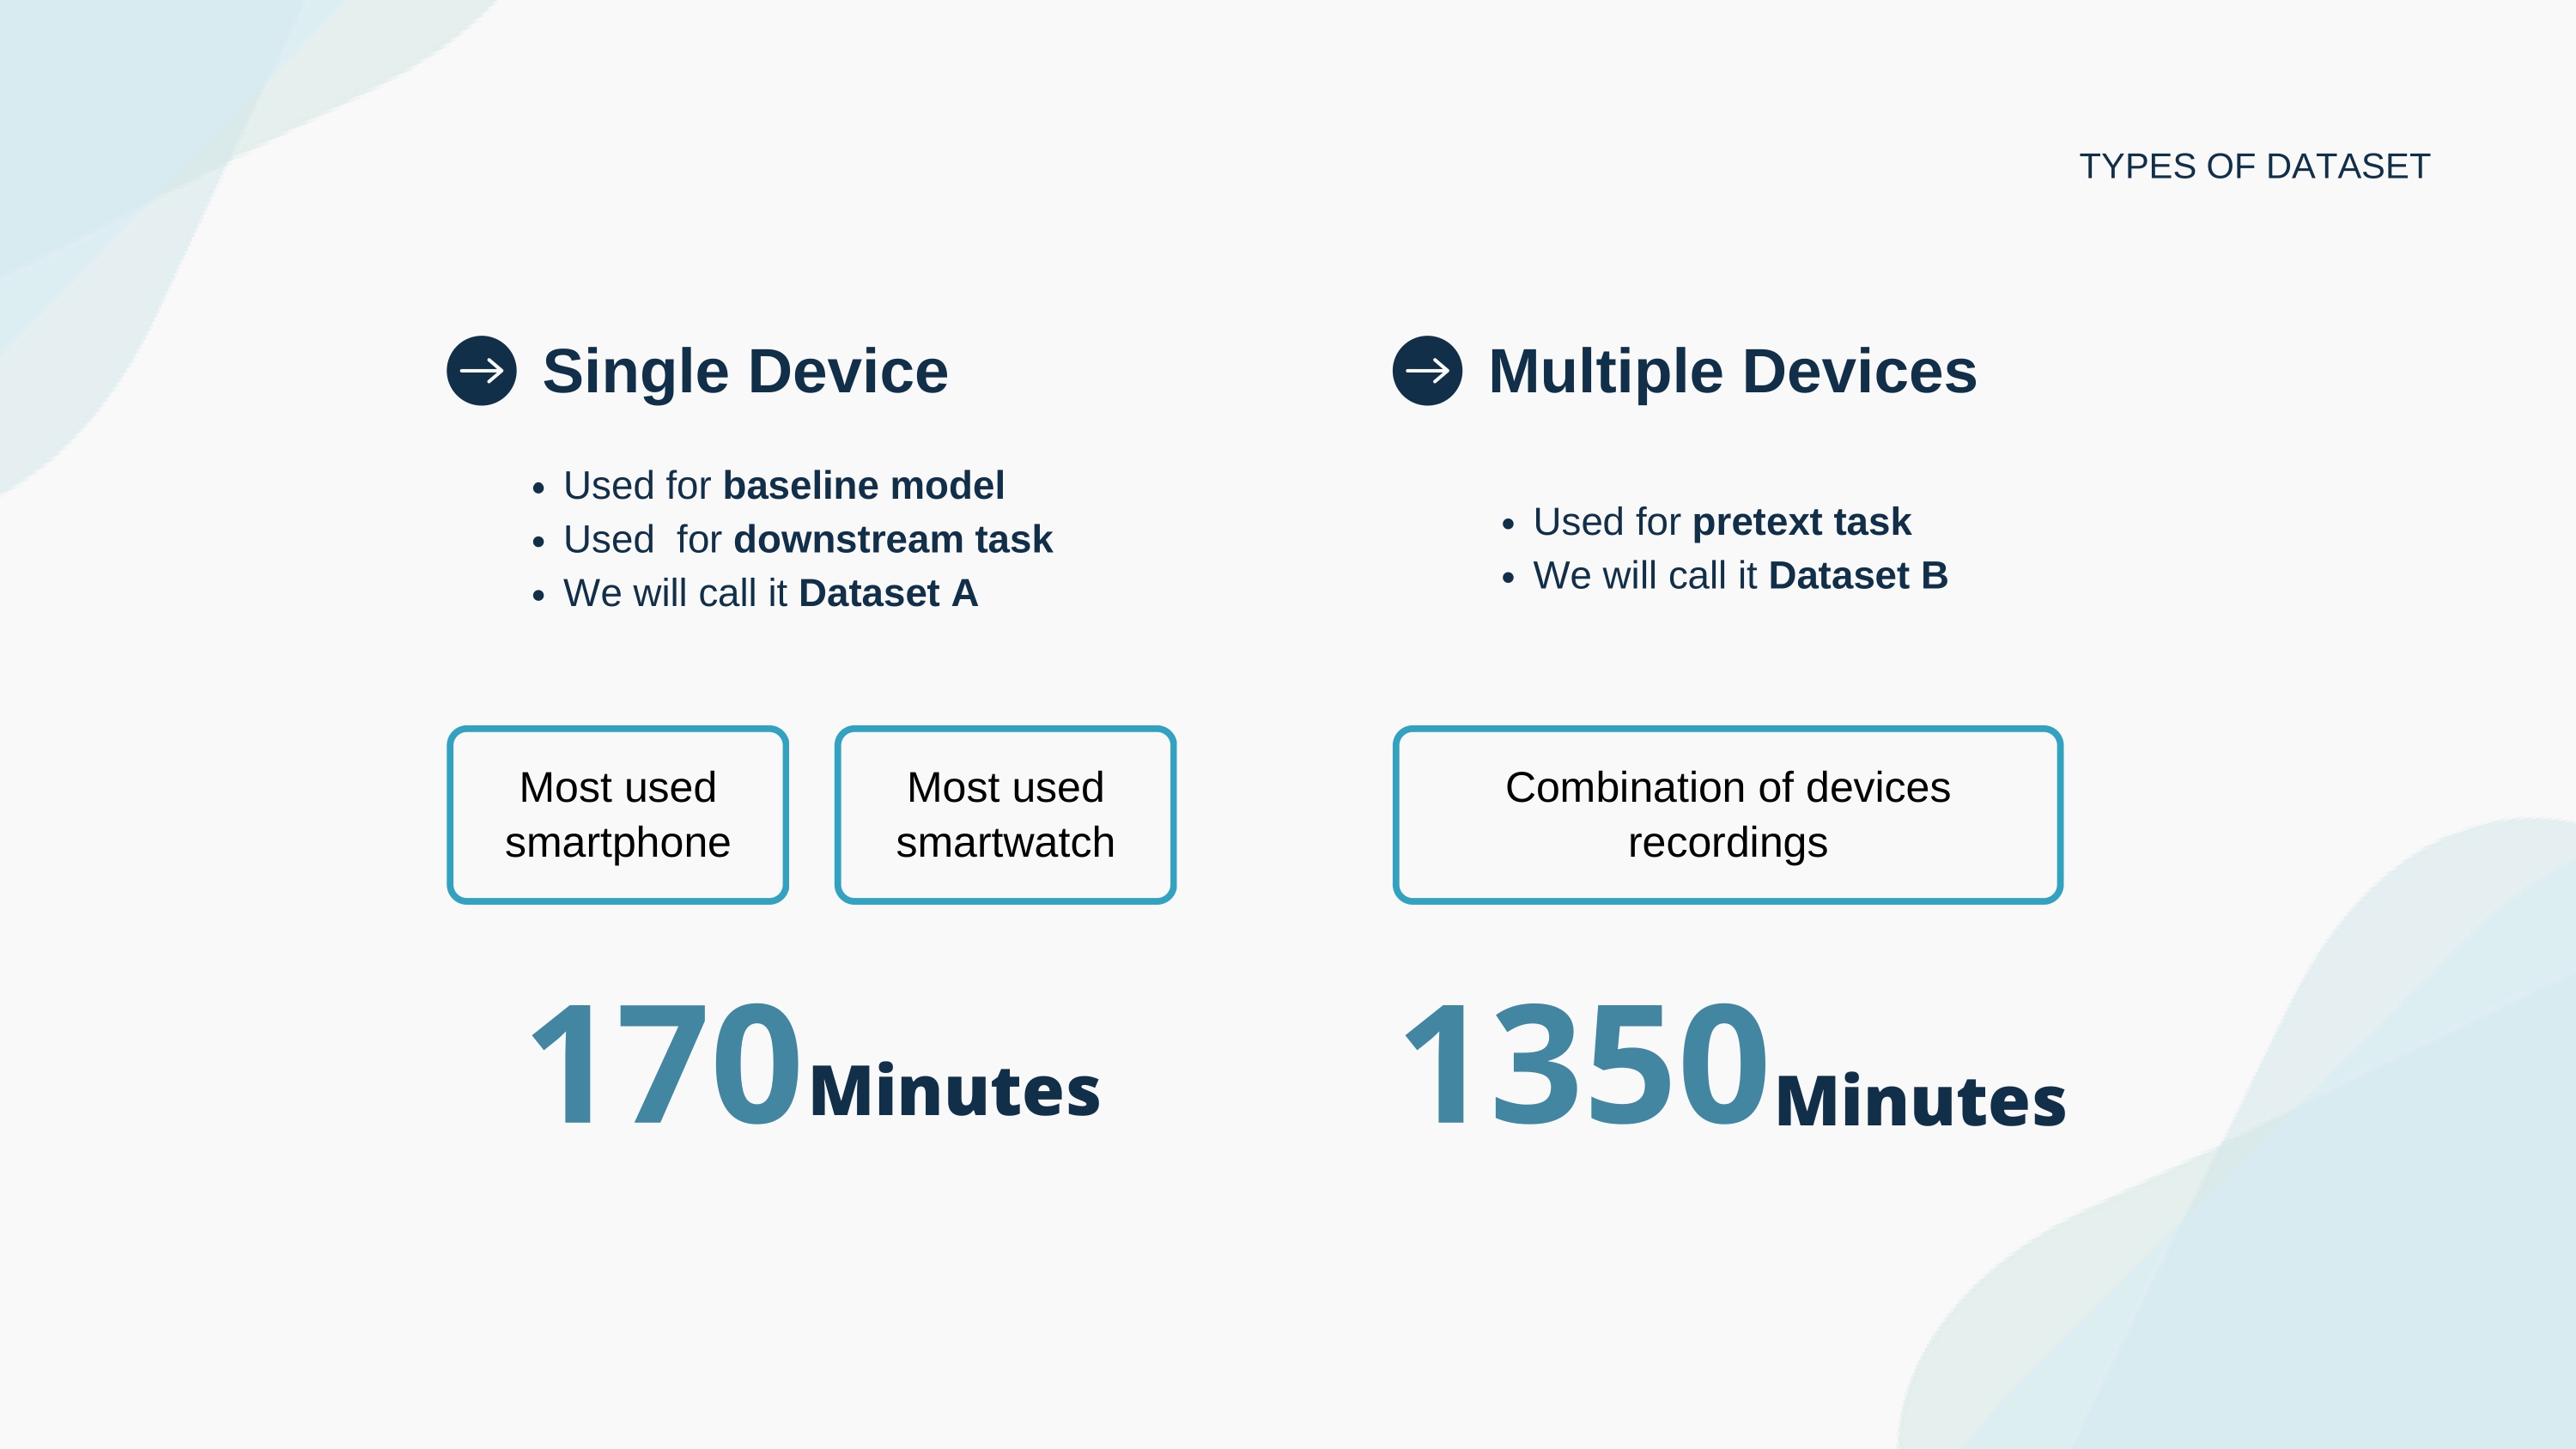 TYPES OF DATASET
Single Device
• Used for baseline model
• Used  for downstream task
• We will call it Dataset A
Most used
smartphone
Most used
smartwatch
170 Minutes
Multiple Devices
• Used for pretext task
• We will call it Dataset B
Combination of devices
recordings
1350 Minutes